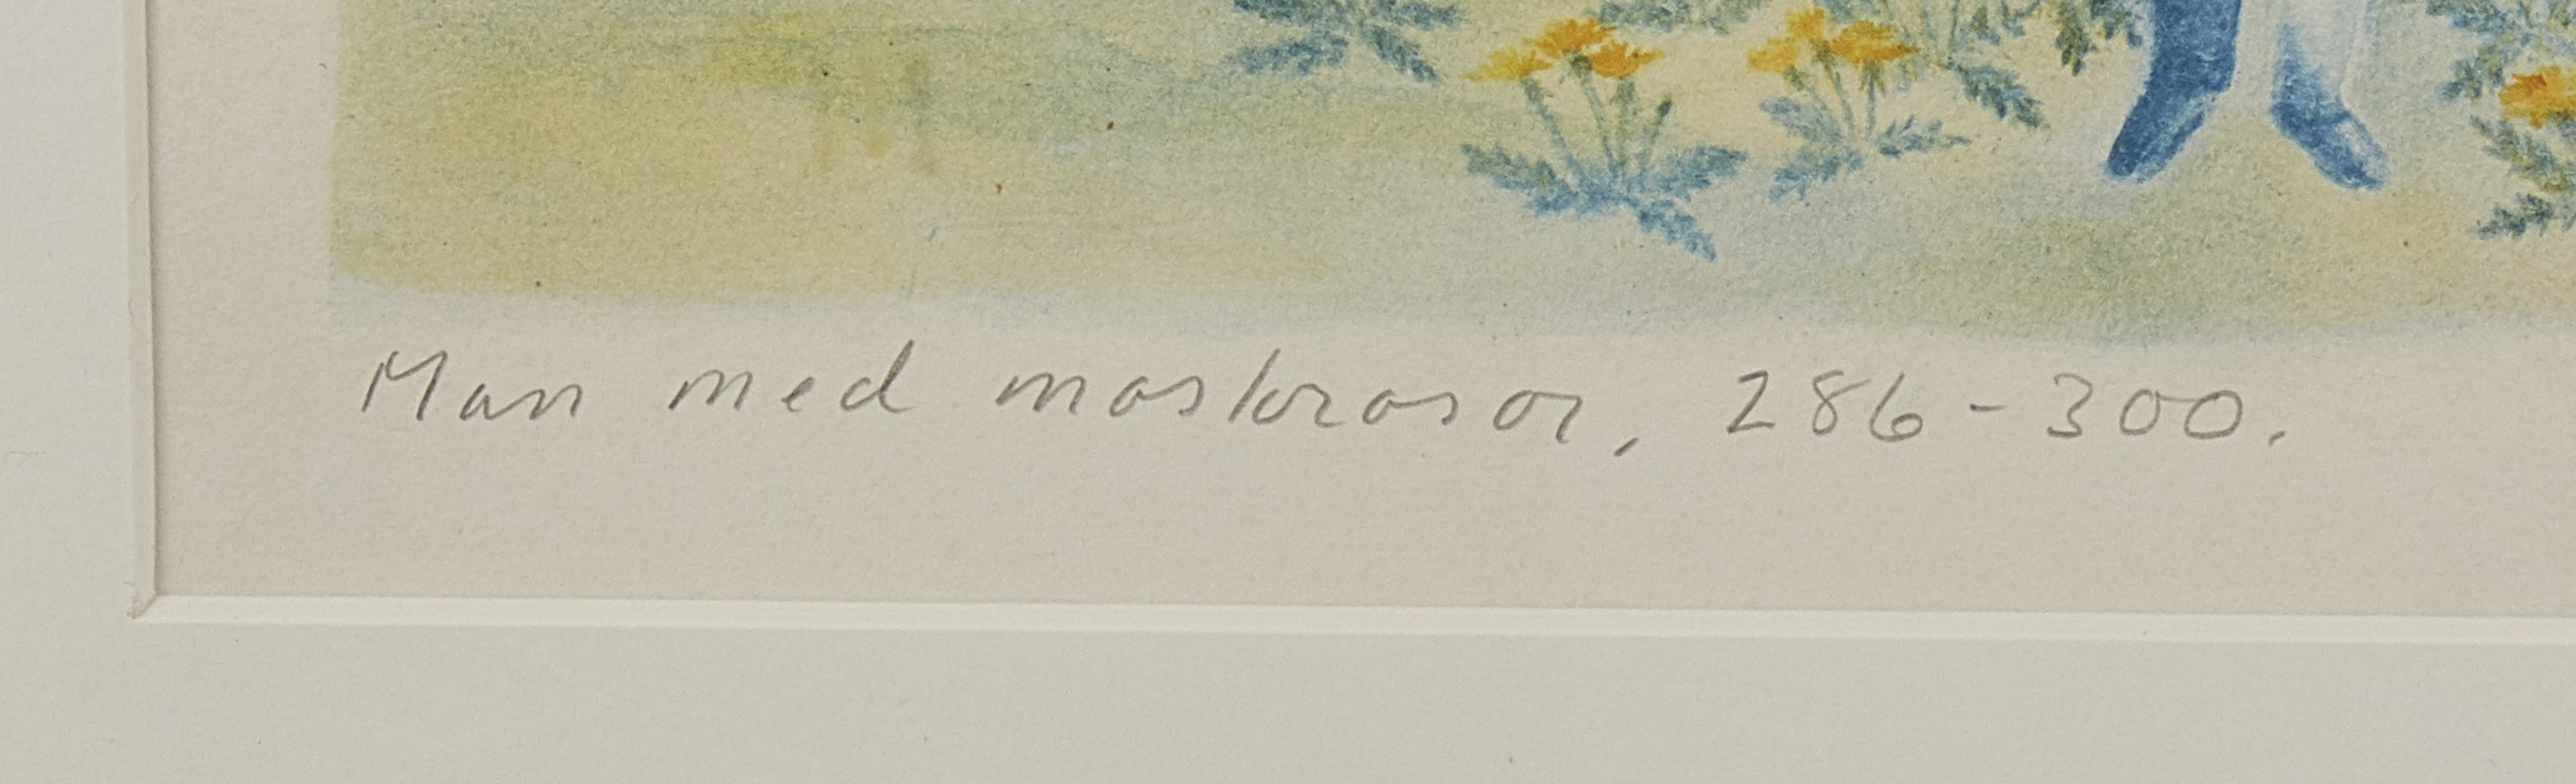 Man med maskrosor, 286-300.